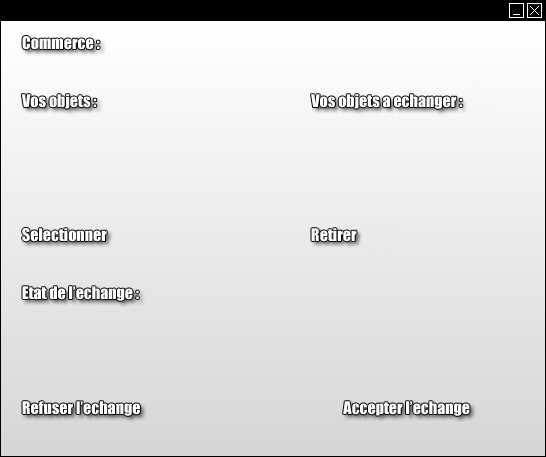 Commerce :
Vos objets :
Vos objets a echanger :
Selectionner
Retirer
Etat de l'echange :
Refuser l'echange
Accepter l'echange